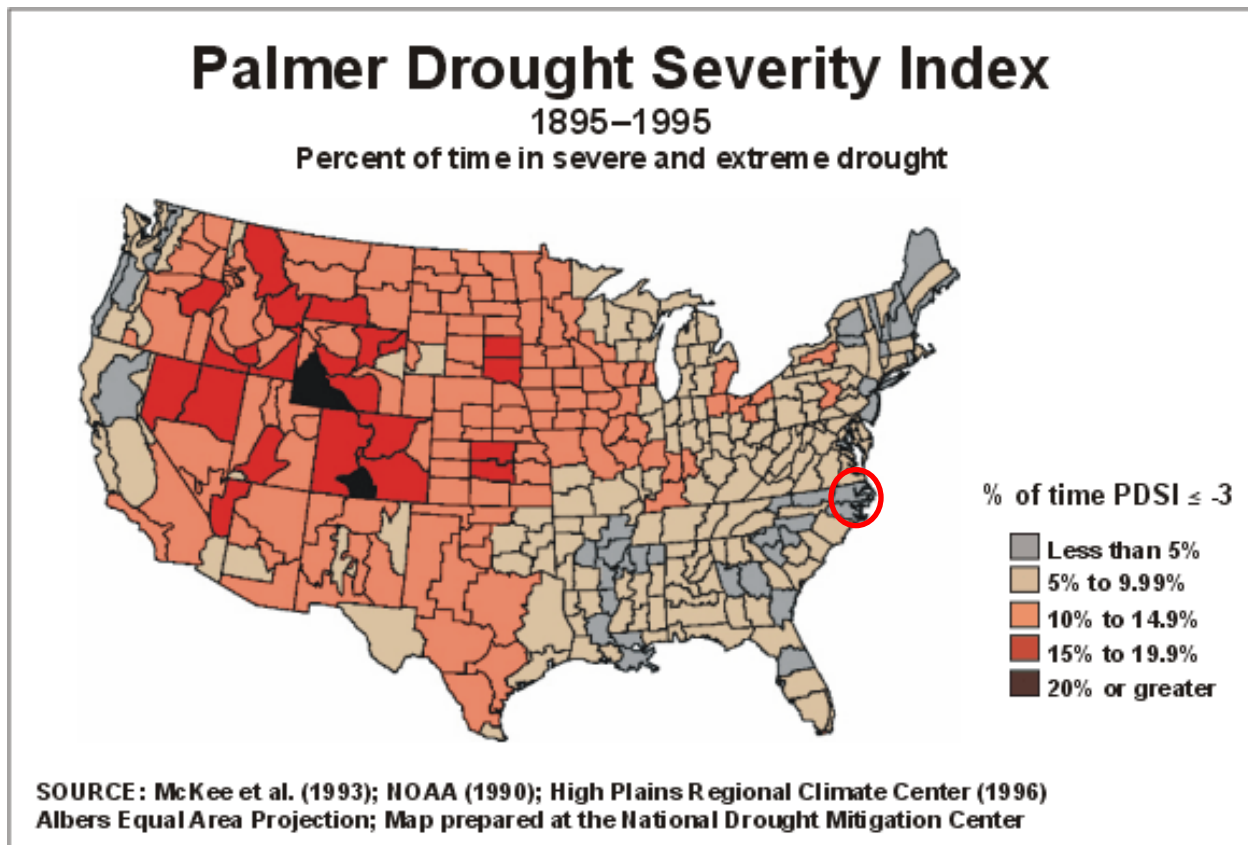 Palmer Drought Severity Index
1895–1995
Percent of time in severe and extreme drought
% of time PDSI ≤ -3
Less than 5%
5% to 9.99%
10% to 14.9%
15% to 19.9%
20% or greater
SOURCE: McKee et al. (1993); NOAA (1990); High Plains Regional Climate Center (1996)
Albers Equal Area Projection; Map prepared at the National Drought Mitigation Center